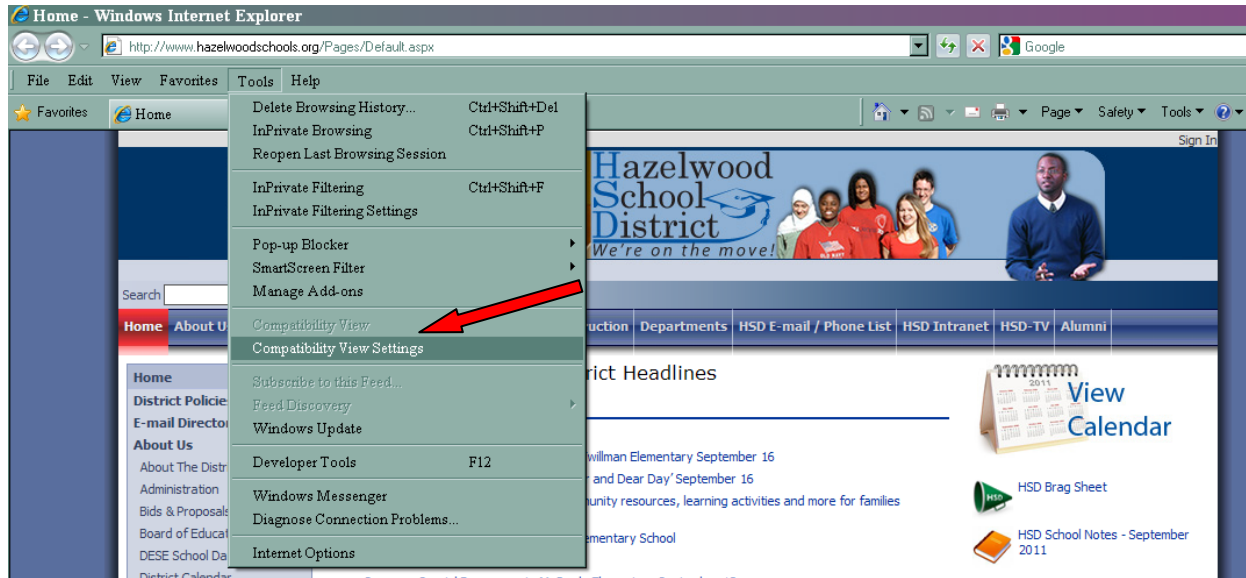 Home - Windows Internet Explorer
http://www.hazelwoodschools.org/Pages/Default.aspx
Google
File Edit View Favorites Tools Help
Favorites Home Page Safety Tools
Delete Browsing History... Ctrl+Shift+Del
InPrivate Browsing Ctrl+Shift+P
Reopen Last Browsing Session
InPrivate Filtering Ctrl+Shift+F
InPrivate Filtering Settings
Pop-up Blocker
SmartScreen Filter
Manage Add-ons
Compatibility View
Compatibility View Settings
Subscribe to this Feed...
Feed Discovery
Windows Update
Developer Tools F12
Windows Messenger
Diagnose Connection Problems...
Internet Options
Sign In
Hazelwood
School
District
We're on the move!
Search
Home About U uction Departments HSD E-mail / Phone List HSD Intranet HSD-TV Alumni
Home
District Policie
E-mail Director
About Us
About The Distr
Administration
Bids & Proposals
Board of Educat
DESE School Da
District Calendar
rict Headlines
willman Elementary September 16
and Dear Day' September 16
unity resources, learning activities and more for families
ementary School
2011
View
Calendar
HSD
HSD Brag Sheet
HSD School Notes - September
2011